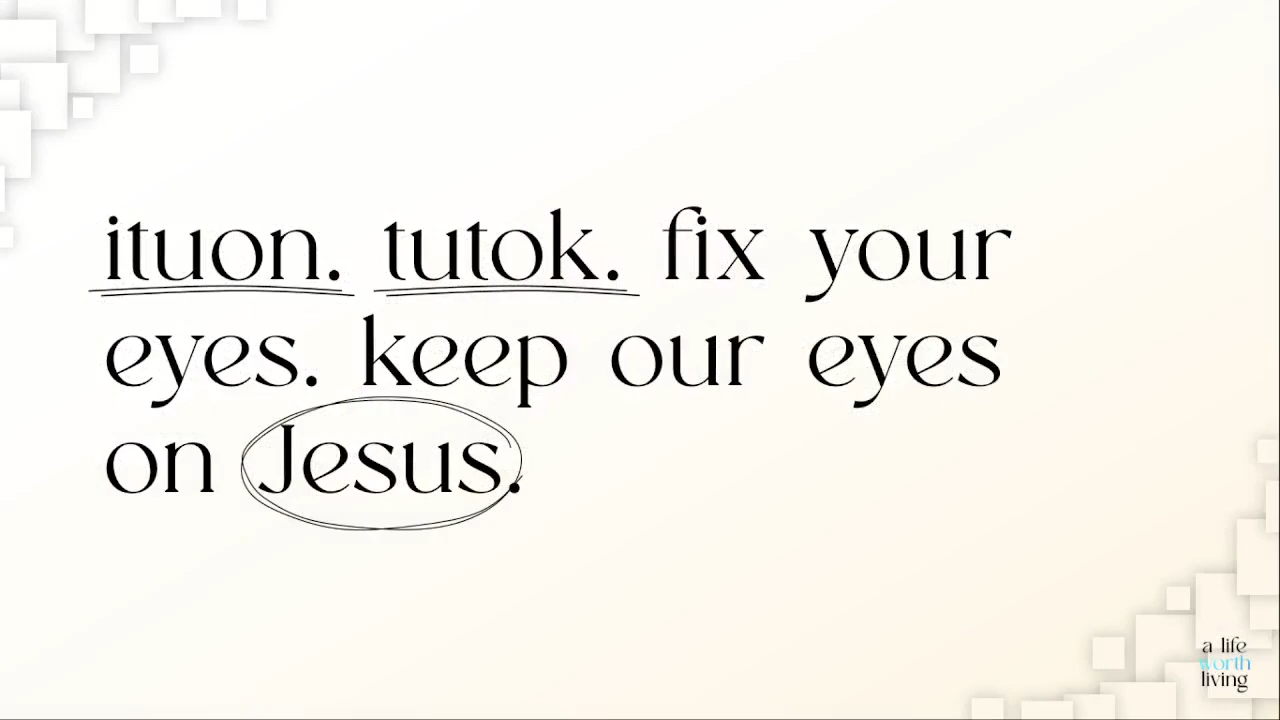 ituon. tutok. fix your
eyes. keep our eyes
on Jesus.
a life
worth
living